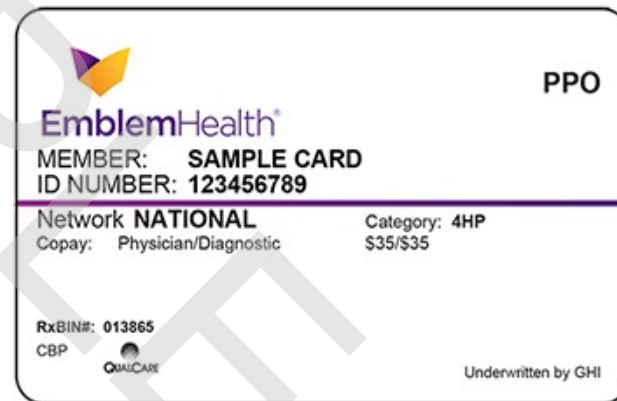 PPO
EmblemHealth®
MEMBER: SAMPLE CARD
ID NUMBER: 123456789
Network NATIONAL Category: 4HP
Copay: Physician/Diagnostic $35/$35
RxBIN#: 013865
CBP QUALCARE
Underwritten by GHI